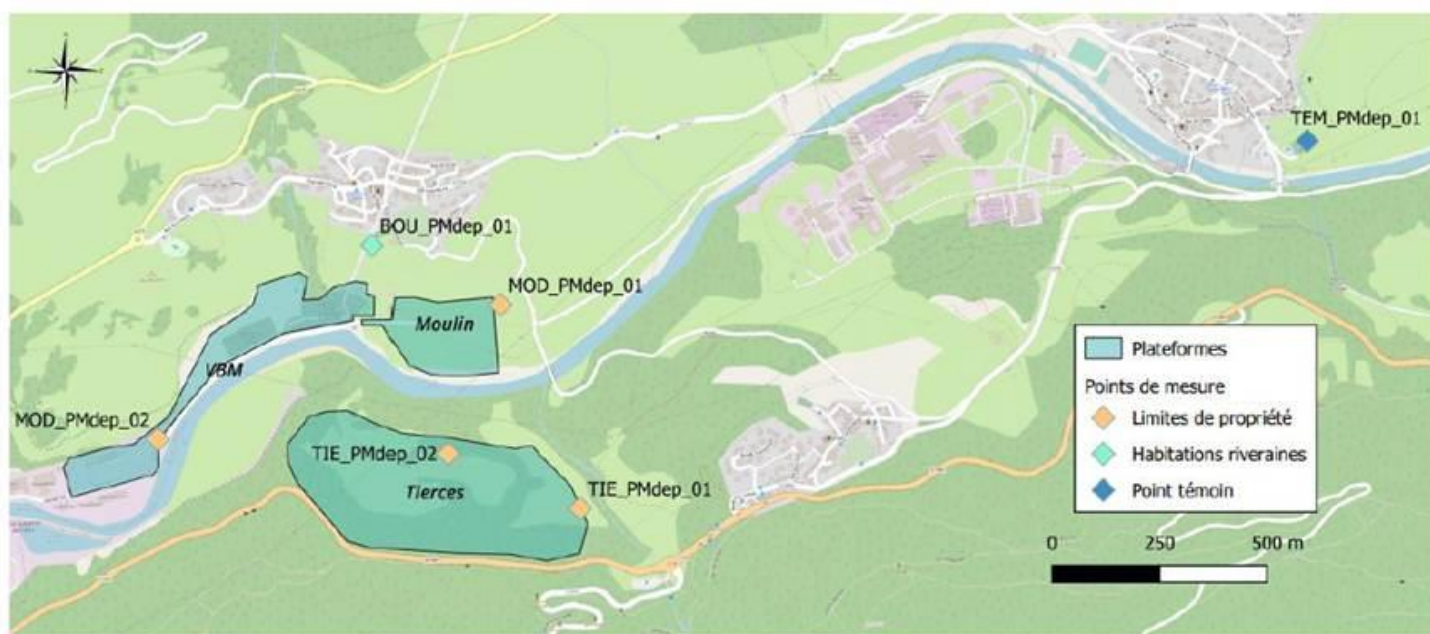 TEM_PMdep_01
BOU_PMdep_01
MOD_PMdep_01
Moulin
VBM
MOD_PMdep_02
TIE_PMdep_02
Tierces
TIE_PMdep_01
Plateformes
Points de mesure
Limites de propriété
Habitations riveraines
Point témoin
0 250 500 m